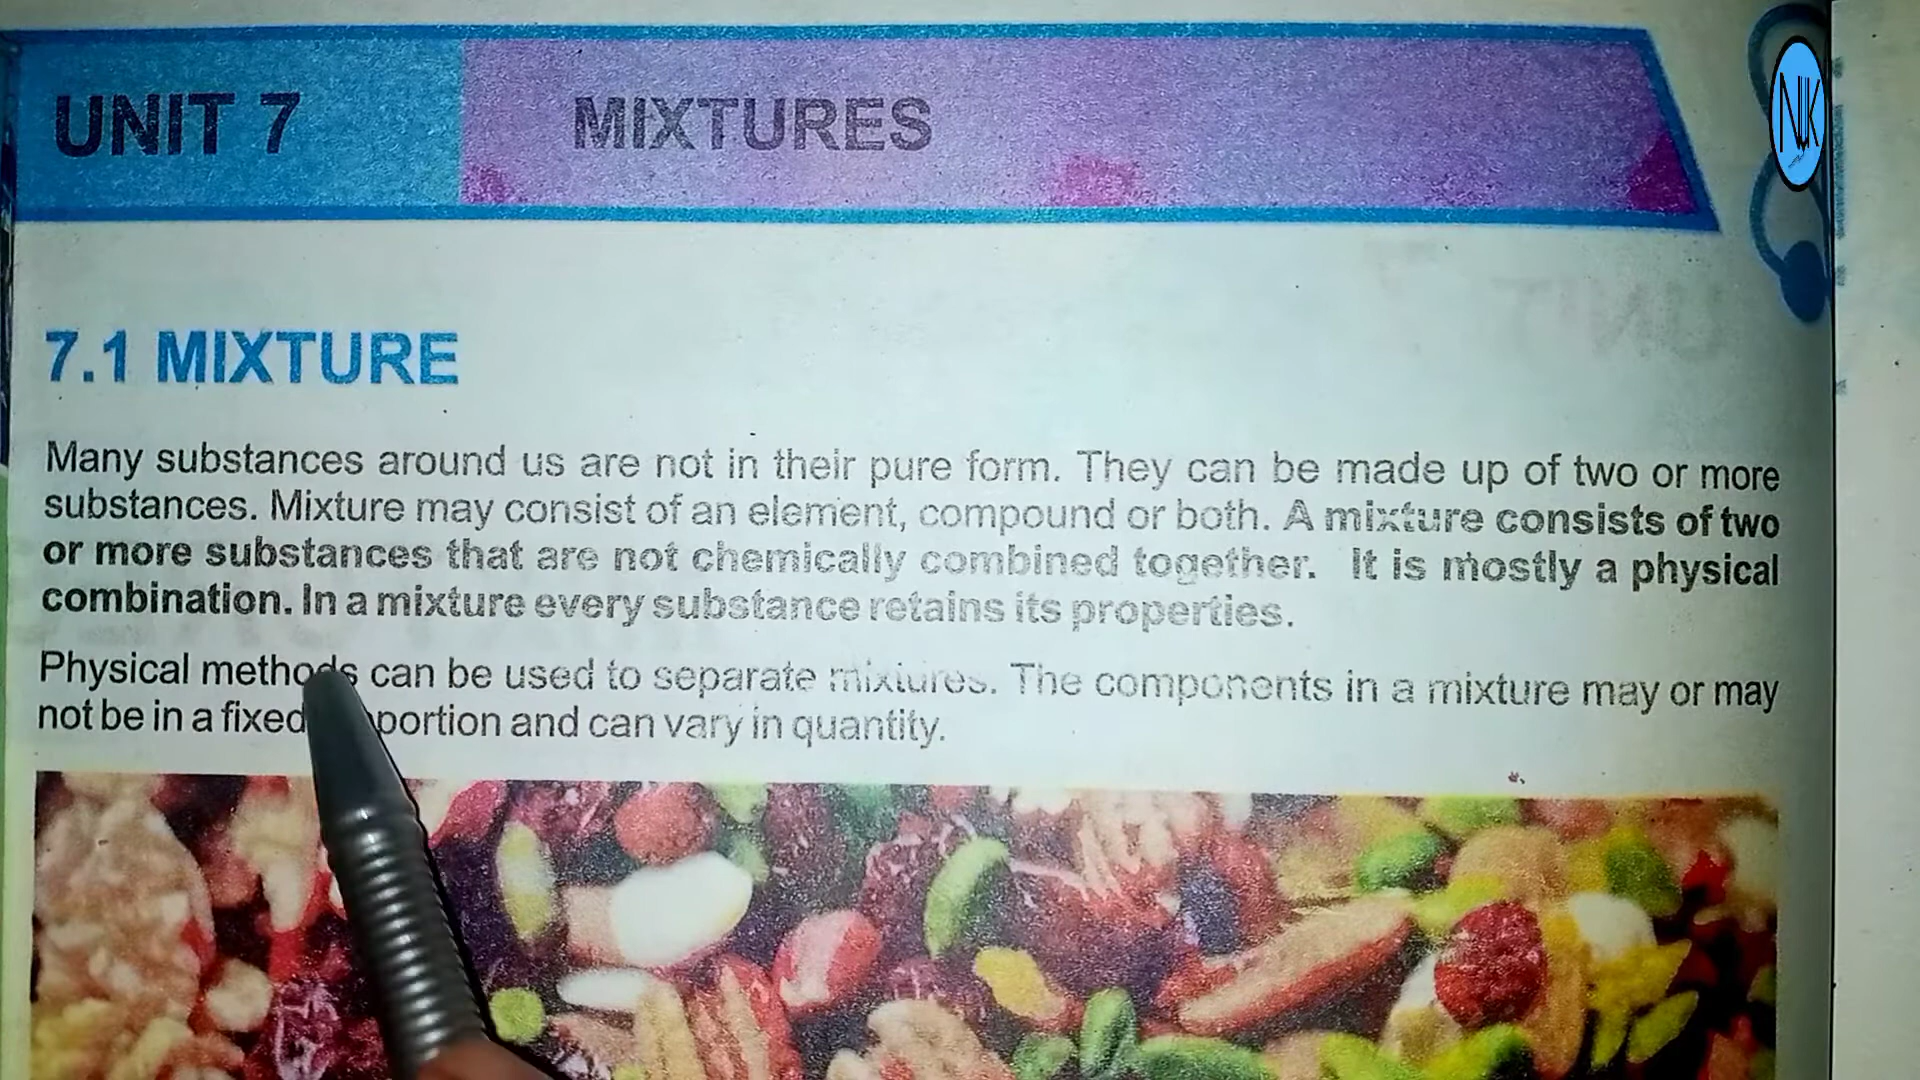 UNIT 7 MIXTURES
NJK
7.1 MIXTURE
Many substances around us are not in their pure form. They can be made up of two or more
substances. Mixture may consist of an element, compound or both. A mixture consists of two
or more substances that are not chemically combined together. It is mostly a physical
combination. In a mixture every substance retains its properties.
Physical methods can be used to separate mixtures. The components in a mixture may or may
not be in a fixed portion and can vary in quantity.